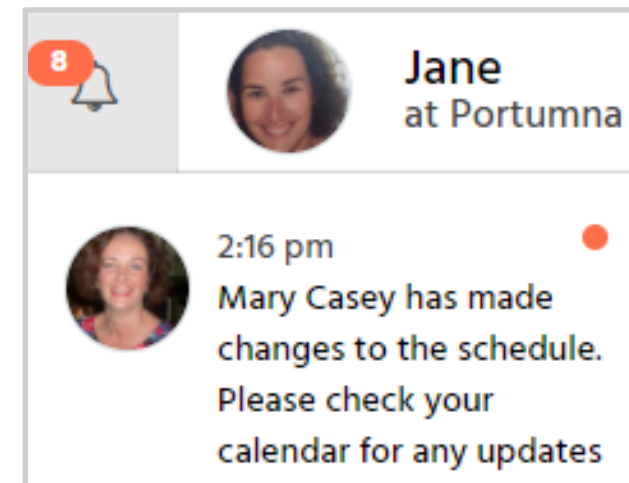 8
Jane
at Portumna
2:16 pm
Mary Casey has made
changes to the schedule.
Please check your
calendar for any updates